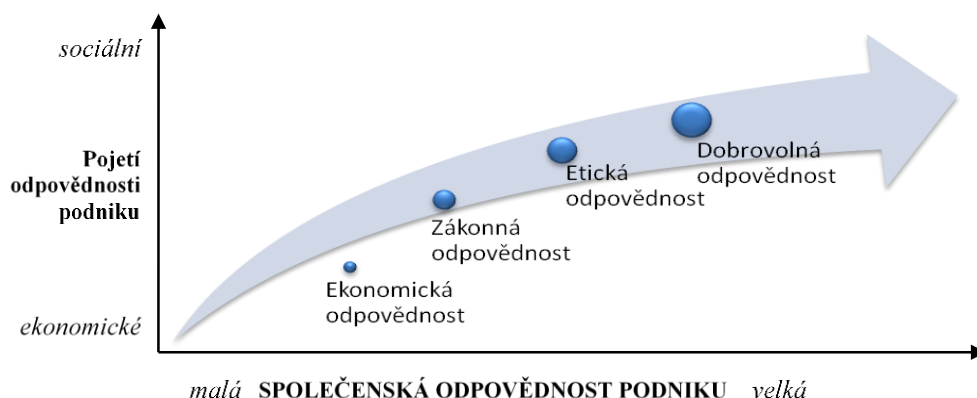 sociální
Pojetí
odpovědnosti
podniku
ekonomické
Dobrovolná
odpovědnost
Etická
odpovědnost
Zákonná
odpovědnost
Ekonomická
odpovědnost
malá SPOLEČENSKÁ ODPOVĚDNOST PODNIKU velká